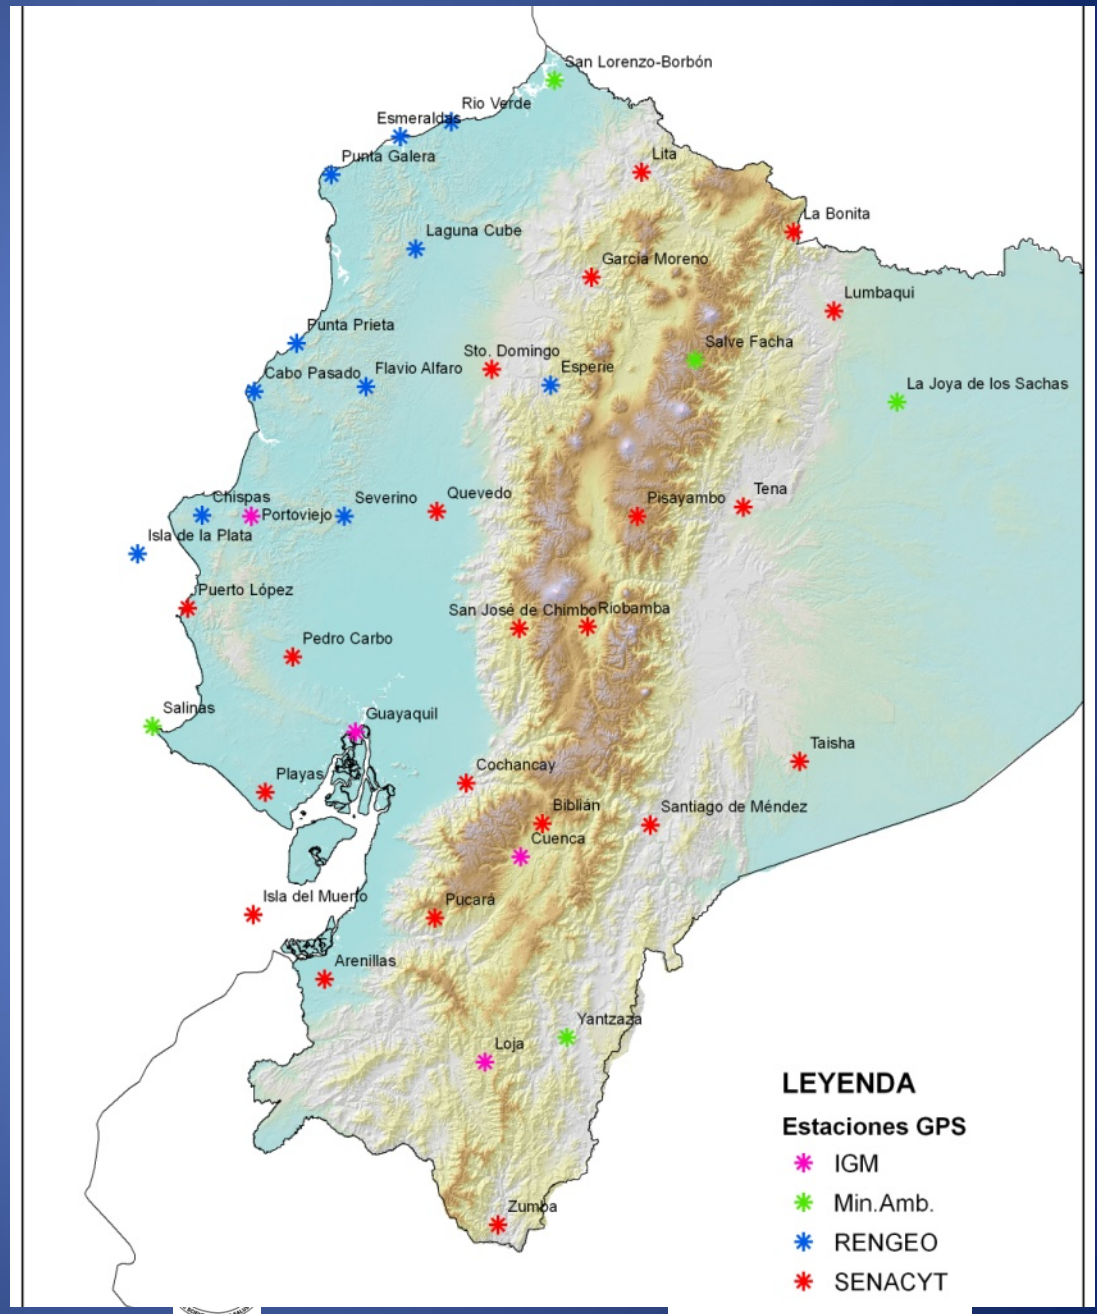 San Lorenzo-Borbón
Rio Verde
Esmeraldas
Punta Galera
Lita
La Bonita
Laguna Cube
Garcia Moreno
Lumbaqui
Punta Prieta
Salve Facha
Sto. Domingo
Esperie
Cabo Pasado
Flavio Alfaro
La Joya de los Sachas
Chispas
Severino
Quevedo
Pisayambo
Tena
Portoviejo
Isla de la Plata
Puerto López
San José de Chimbo
Riobamba
Pedro Carbo
Salinas
Guayaquil
Taisha
Playas
Cochancay
Biblián
Santiago de Méndez
Cuenca
Isla del Muerto
Pucará
Arenillas
Yantzaza
Loja
LEYENDA
Estaciones GPS
IGM
Min.Amb.
RENGEO
Zumba
SENACYT